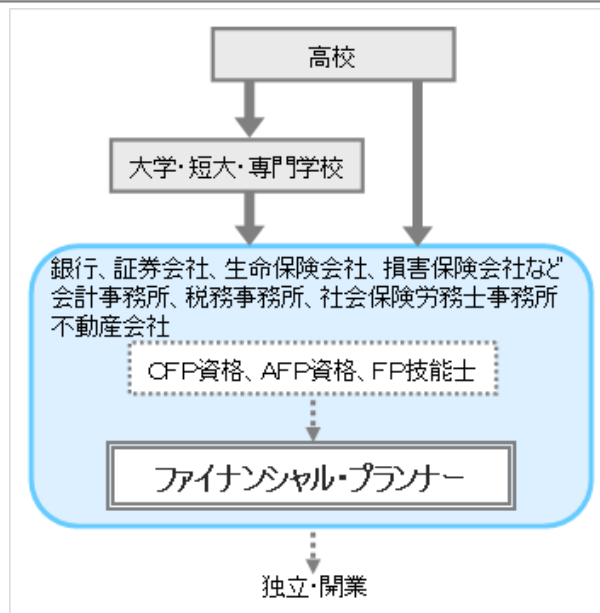 高校
大学・短大・専門学校
銀行、証券会社、生命保険会社、損害保険会社など
会計事務所、税務事務所、社会保険労務士事務所
不動産会社
CFP資格、AFP資格、FP技能士
ファイナンシャル・プランナー
独立・開業